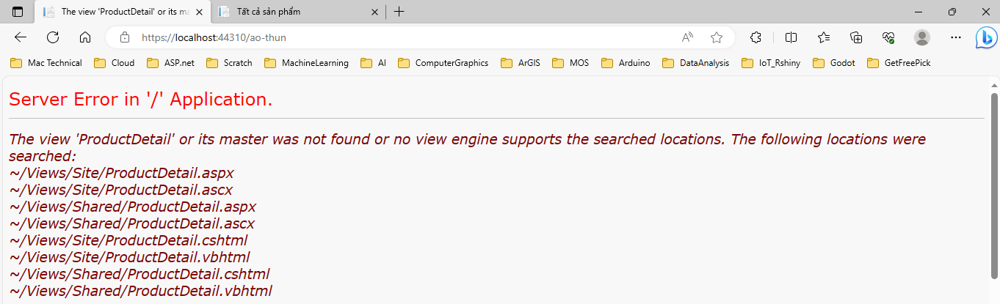 The view 'ProductDetail' or its ma
Tất cả sản phẩm
https://localhost:44310/ao-thun
Mac Technical Cloud ASP.net Scratch MachineLearning AI ComputerGraphics ArGIS MOS Arduino DataAnalysis IoT_Rshiny Godot GetFreePick
Server Error in '/' Application.
The view 'ProductDetail' or its master was not found or no view engine supports the searched locations. The following locations were
searched:
~/Views/Site/ProductDetail.aspx
~/Views/Site/ProductDetail.ascx
~/Views/Shared/ProductDetail.aspx
~/Views/Shared/ProductDetail.ascx
~/Views/Site/ProductDetail.cshtml
~/Views/Site/ProductDetail.vbhtml
~/Views/Shared/ProductDetail.cshtml
~/Views/Shared/ProductDetail.vbhtml